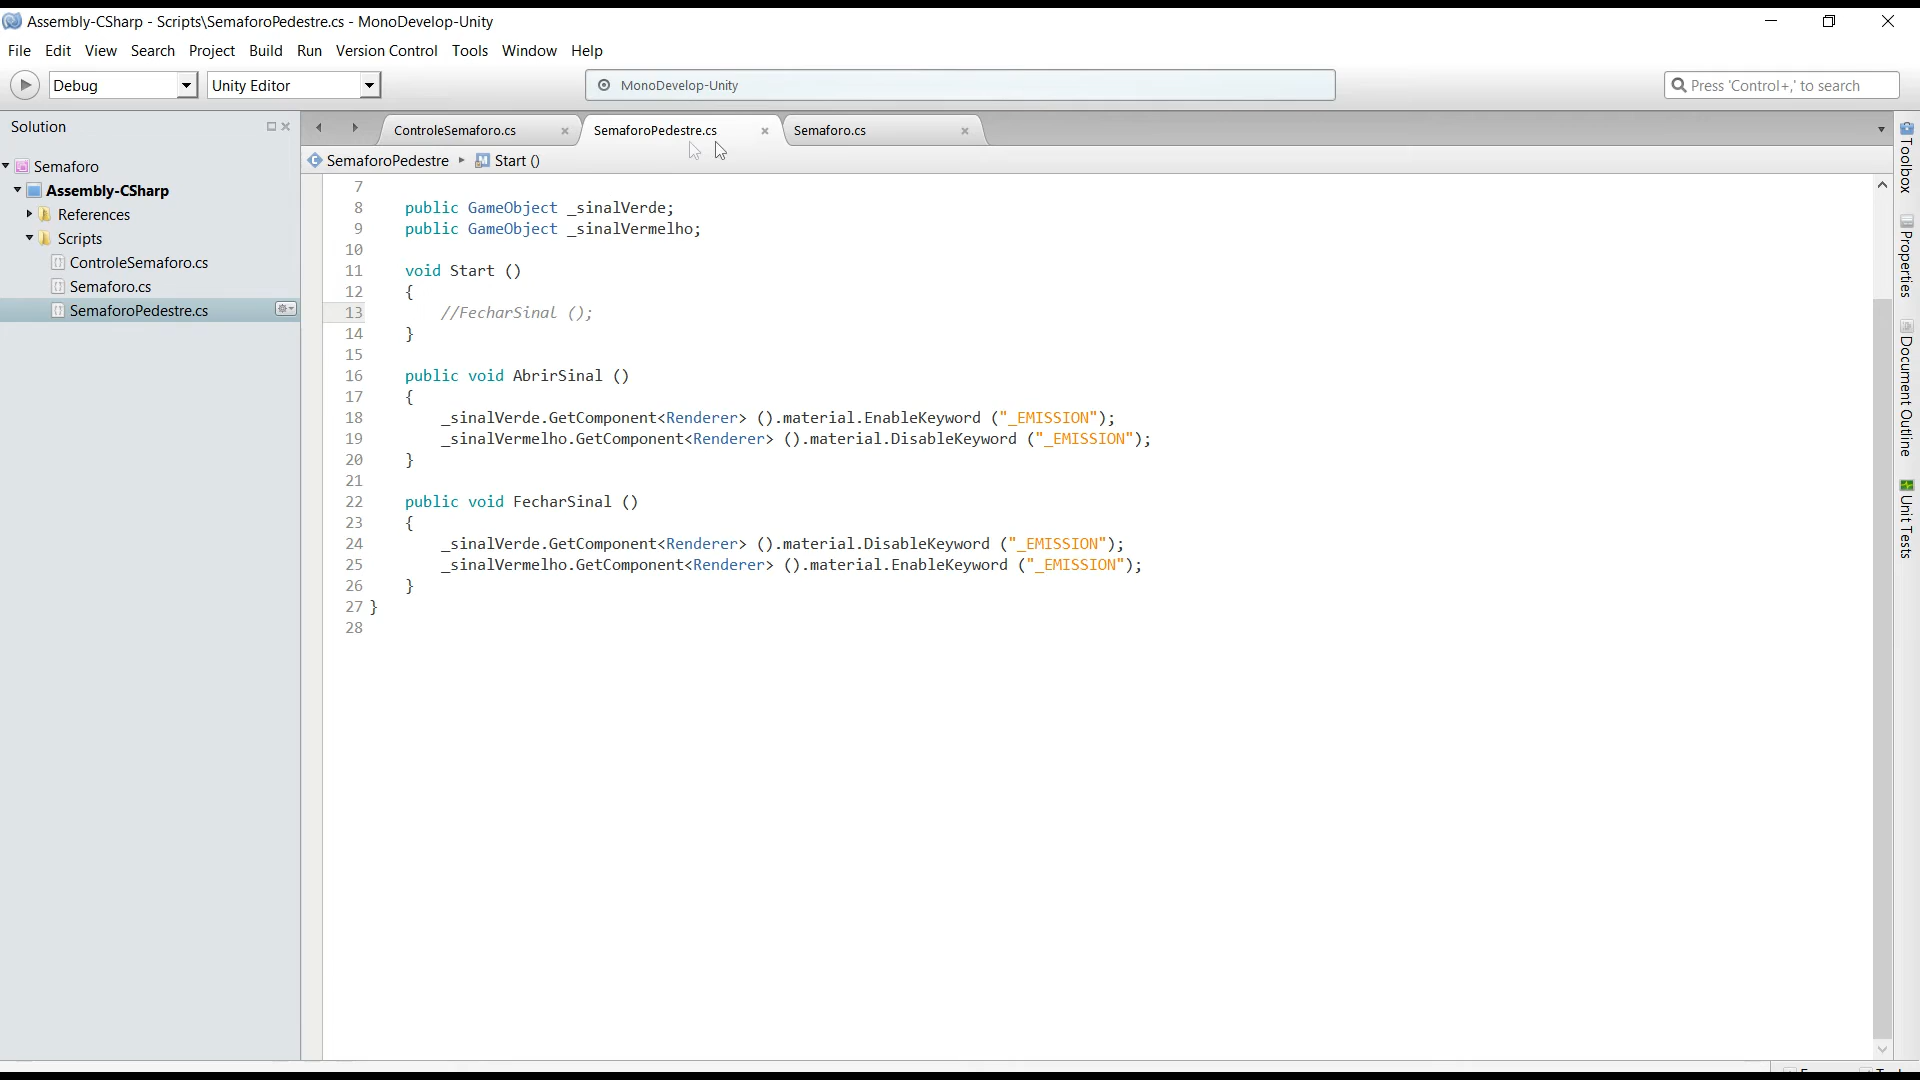 Assembly-CSharp - Scripts\SemaforoPedestre.cs - MonoDevelop-Unity
File Edit View Search Project Build Run Version Control Tools Window Help
Debug Unity Editor MonoDevelop-Unity Press 'Control+,' to search
Solution
Semaforo
Assembly-CSharp
References
Scripts
ControleSemaforo.cs
Semaforo.cs
SemaforoPedestre.cs
ControleSemaforo.cs SemaforoPedestre.cs Semaforo.cs
SemaforoPedestre Start ()
7
8 public GameObject _sinalVerde;
9 public GameObject _sinalVermelho;
10
11 void Start ()
12 {
13 //FecharSinal ();
14 }
15
16 public void AbrirSinal ()
17 {
18 _sinalVerde.GetComponent<Renderer> ().material.EnableKeyword ("_EMISSION");
19 _sinalVermelho.GetComponent<Renderer> ().material.DisableKeyword ("_EMISSION");
20 }
21
22 public void FecharSinal ()
23 {
24 _sinalVerde.GetComponent<Renderer> ().material.DisableKeyword ("_EMISSION");
25 _sinalVermelho.GetComponent<Renderer> ().material.EnableKeyword ("_EMISSION");
26 }
27 }
28
Toolbox
Properties
Document Outline
Unit Tests